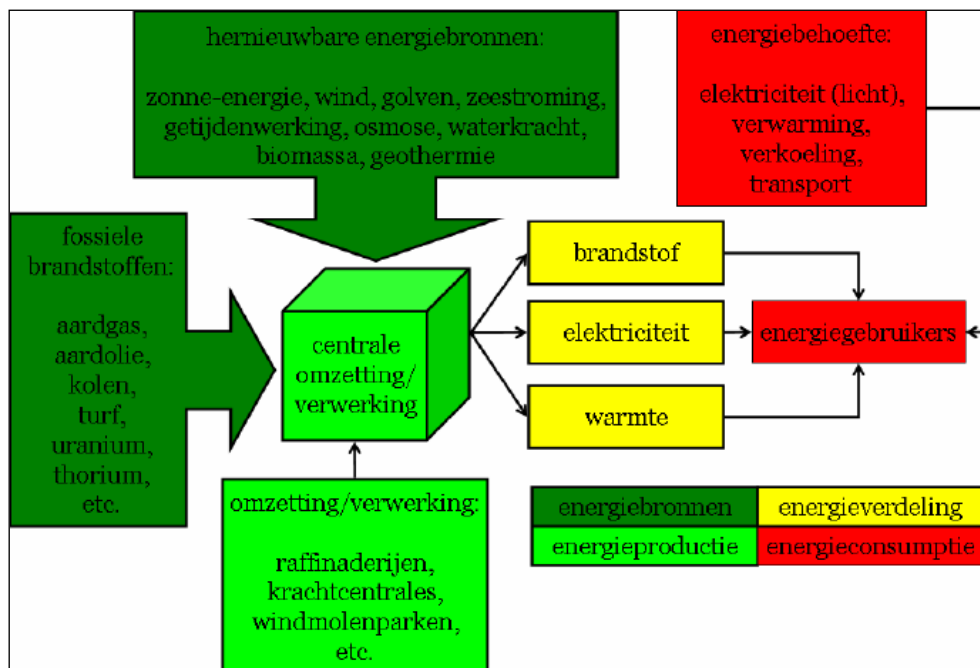 hernieuwbare energiebronnen:
zonne-energie, wind, golven, zeestroming,
getijdenwerking, osmose, waterkracht,
biomassa, geothermie
energiebehoefte:
elektriciteit (licht),
verwarming,
verkoeling,
transport
fossiele
brandstoffen:
aardgas,
aardolie,
kolen,
turf,
uranium,
thorium,
etc.
centrale
omzetting/
verwerking
brandstof
elektriciteit
warmte
energiegebruikers
omzetting/verwerking:
raffinaderijen,
krachtcentrales,
windmolenparken,
etc.
energiebronnen
energieverdeling
energieproductie
energieconsumptie